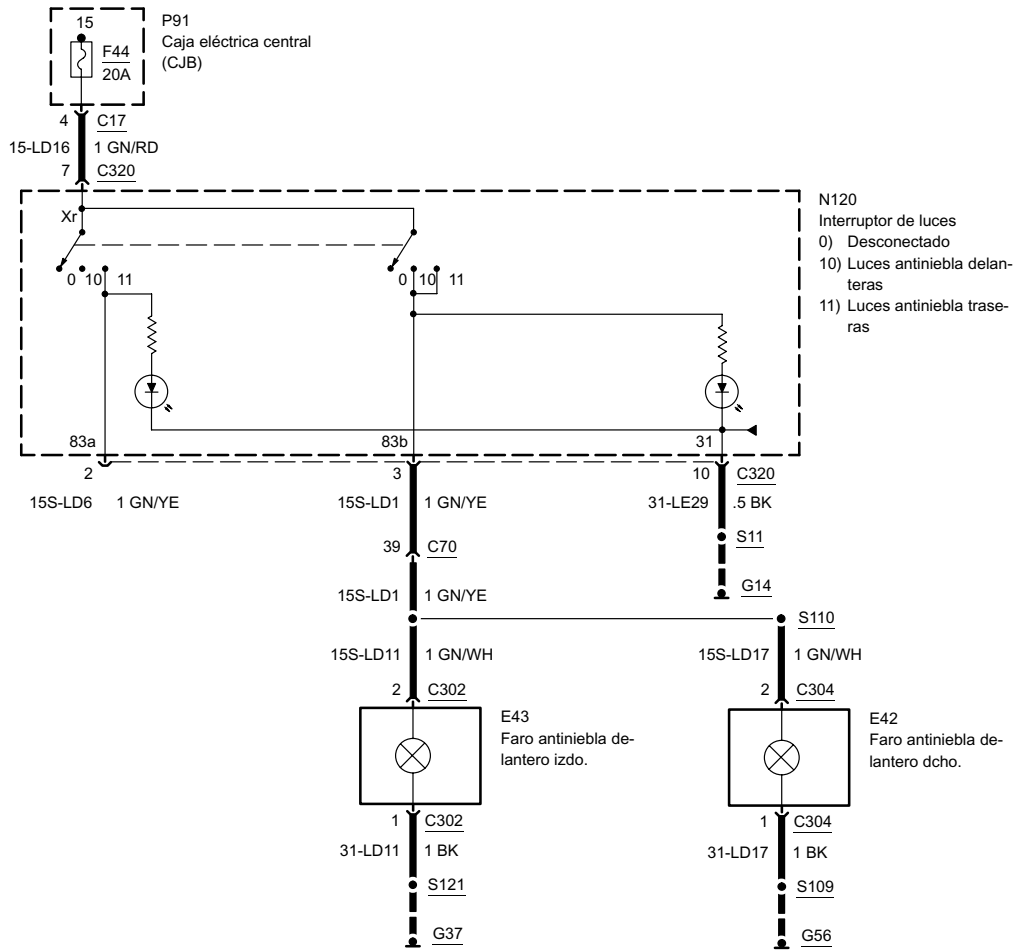 15
F44
20A
P91
Caja eléctrica central
(CJB)
4 C17
15-LD16 1 GN/RD
7 C320
Xr
0 10 11
0 10 11
N120
Interruptor de luces
0) Desconectado
10) Luces antiniebla delan-
teras
11) Luces antiniebla trase-
ras
83a 83b 31
2 3 10 C320
15S-LD6 1 GN/YE 15S-LD1 1 GN/YE 31-LE29 .5 BK
S11
39 C70
G14
15S-LD1 1 GN/YE
S110
15S-LD11 1 GN/WH 15S-LD17 1 GN/WH
2 C302 2 C304
E43
Faro antiniebla de-
lantero izdo.
E42
Faro antiniebla de-
lantero dcho.
1 C302 1 C304
31-LD11 1 BK 31-LD17 1 BK
S121 S109
G37 G56